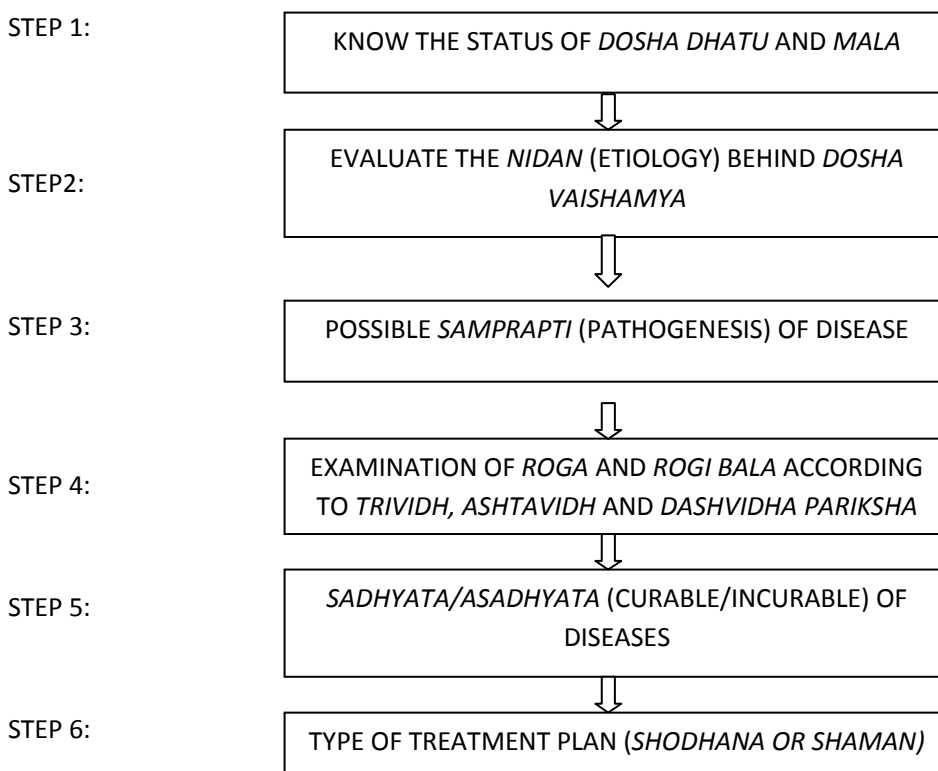 STEP 1:
KNOW THE STATUS OF DOSHA DHATU AND MALA
STEP2:
EVALUATE THE NIDAN (ETIOLOGY) BEHIND DOSHA
VAISHAMYA
STEP 3:
POSSIBLE SAMPRAPTI (PATHOGENESIS) OF DISEASE
STEP 4:
EXAMINATION OF ROGA AND ROGI BALA ACCORDING
TO TRIVIDH, ASHTAVIDH AND DASHVIDHA PARIKSHA
STEP 5:
SADHYATA/ASADHYATA (CURABLE/INCURABLE) OF
DISEASES
STEP 6:
TYPE OF TREATMENT PLAN (SHODHANA OR SHAMAN)